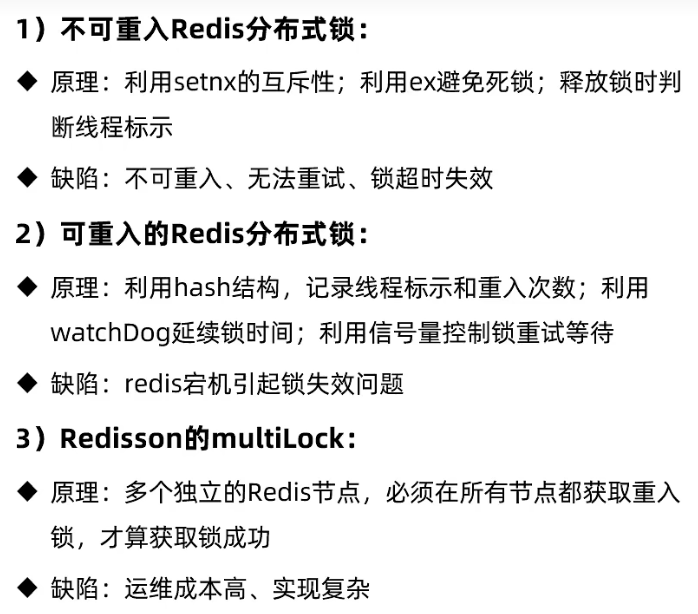 1）不可重入Redis分布式锁：
◆ 原理：利用setnx的互斥性；利用ex避免死锁；释放锁时判
断线程标示
◆ 缺陷：不可重入、无法重试、锁超时失效
2）可重入的Redis分布式锁：
◆ 原理：利用hash结构，记录线程标示和重入次数；利用
watchDog延续锁时间；利用信号量控制锁重试等待
◆ 缺陷：redis宕机引起锁失效问题
3）Redisson的multiLock：
◆ 原理：多个独立的Redis节点，必须在所有节点都获取重入
锁，才算获取锁成功
◆ 缺陷：运维成本高、实现复杂